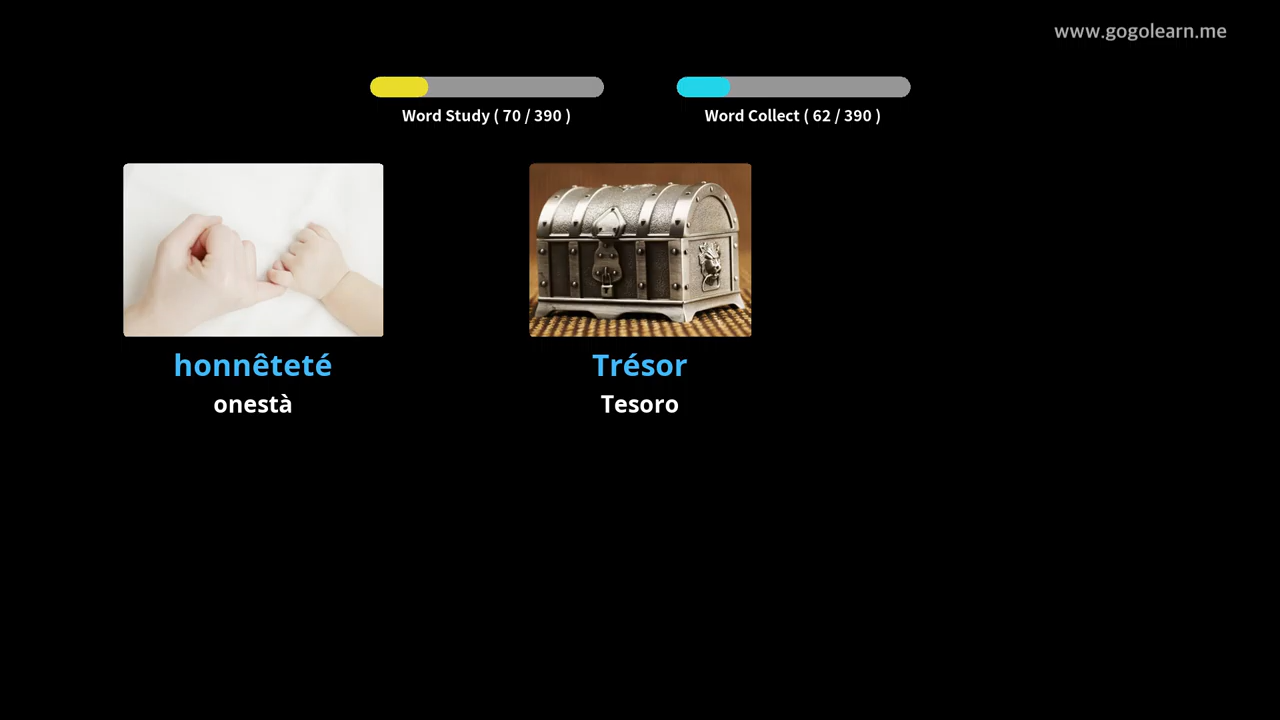 www.gogolearn.me
Word Study ( 70 / 390 )
Word Collect ( 62 / 390 )
honnêteté
onestà
Trésor
Tesoro